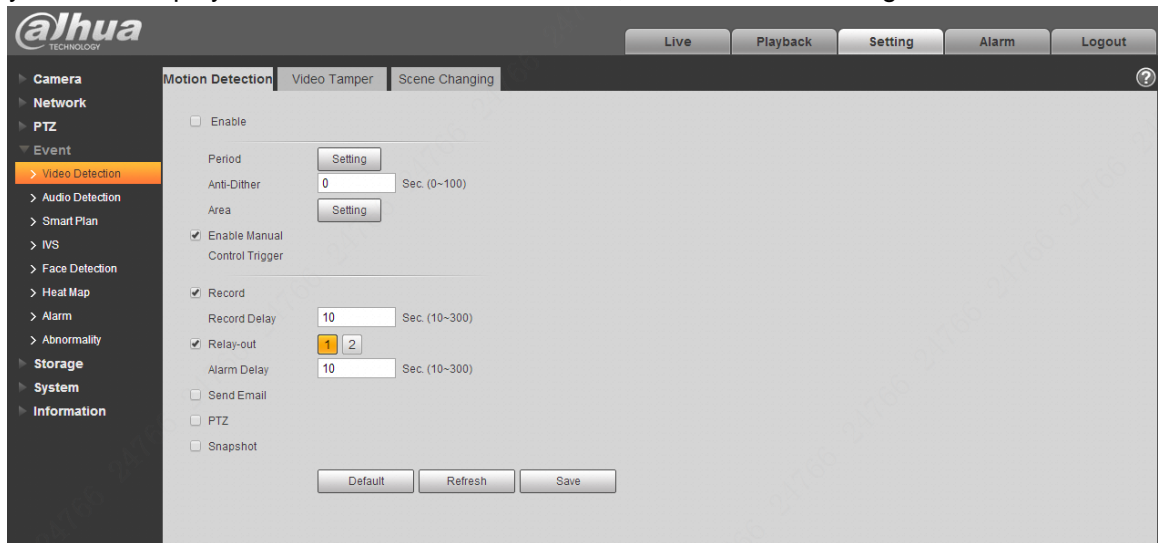 alhua
TECHNOLOGY
Live Playback Setting Alarm Logout
Camera
Network
PTZ
Event
Video Detection
Audio Detection
Smart Plan
IVS
Face Detection
Heat Map
Alarm
Abnormality
Storage
System
Information
Motion Detection Video Tamper Scene Changing ?
Enable
Period Setting
Anti-Dither 0 Sec. (0~100)
Area Setting
Enable Manual
Control Trigger
Record
Record Delay 10 Sec. (10~300)
Relay-out 1 2
Alarm Delay 10 Sec. (10~300)
Send Email
PTZ
Snapshot
Default Refresh Save